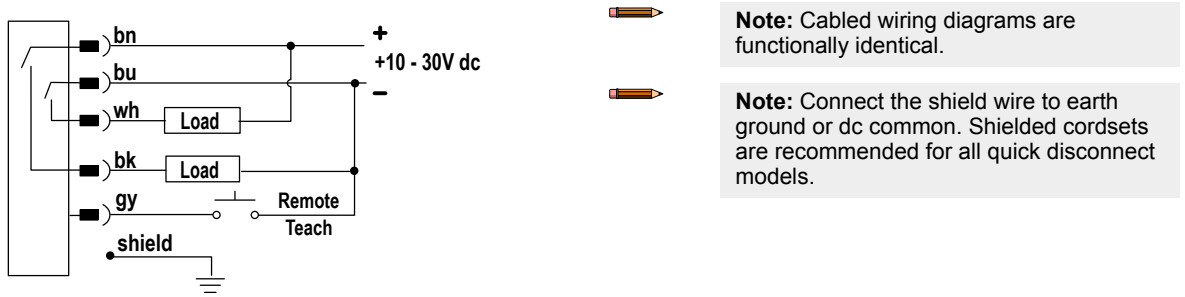 bn
+
+10 - 30V dc
bu
–
wh
Load
bk
Load
gy
Remote
Teach
shield
Note: Cabled wiring diagrams are
functionally identical.
Note: Connect the shield wire to earth
ground or dc common. Shielded cordsets
are recommended for all quick disconnect
models.